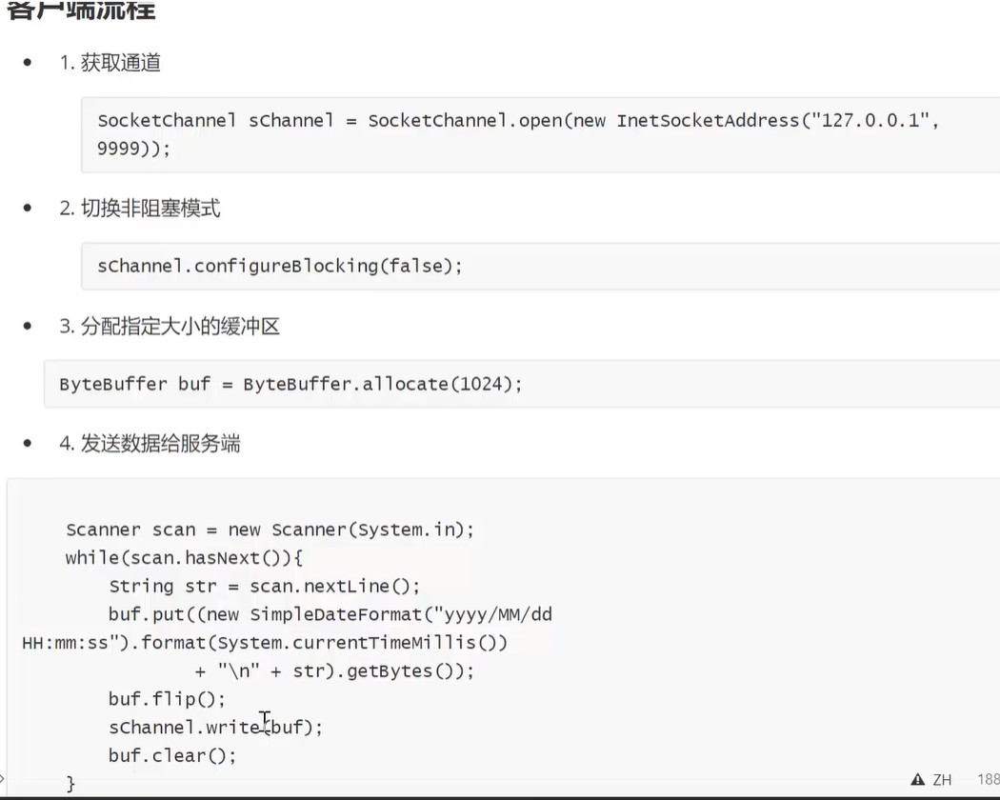 客户端流程
1. 获取通道
SocketChannel sChannel = SocketChannel.open(new InetSocketAddress("127.0.0.1",
9999));
2. 切换非阻塞模式
sChannel.configureBlocking(false);
3. 分配指定大小的缓冲区
ByteBuffer buf = ByteBuffer.allocate(1024);
4. 发送数据给服务端
Scanner scan = new Scanner(System.in);
while(scan.hasNext()){
String str = scan.nextLine();
buf.put((new SimpleDateFormat("yyyy/MM/dd
HH:mm:ss").format(System.currentTimeMillis())
+ "\n" + str).getBytes());
buf.flip();
sChannel.write(buf);
buf.clear();
}
ZH 188